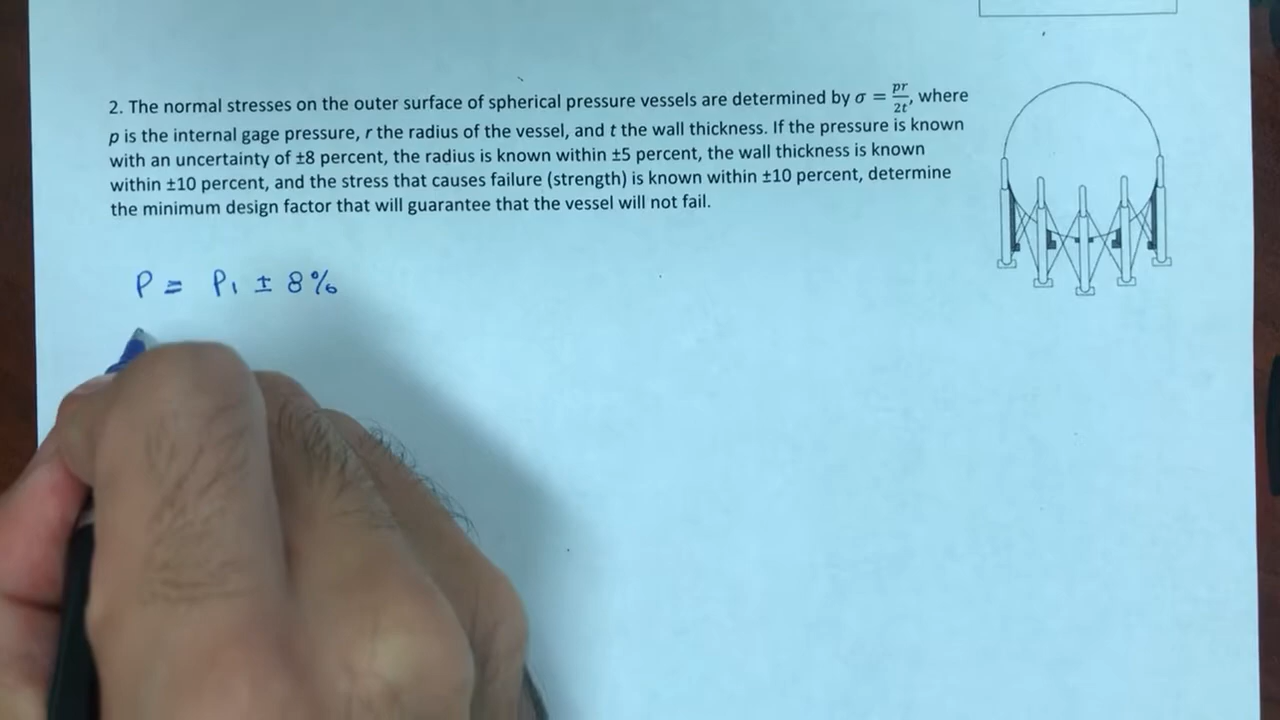 2. The normal stresses on the outer surface of spherical pressure vessels are determined by σ = pr/2t, where
p is the internal gage pressure, r the radius of the vessel, and t the wall thickness. If the pressure is known
with an uncertainty of ±8 percent, the radius is known within ±5 percent, the wall thickness is known
within ±10 percent, and the stress that causes failure (strength) is known within ±10 percent, determine
the minimum design factor that will guarantee that the vessel will not fail.
P = P₁ ± 8%